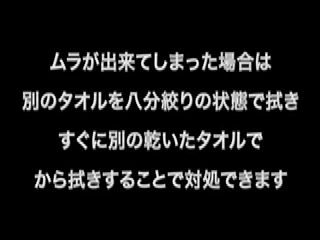 ムラが出来てしまった場合は
別のタオルを八分絞りの状態で拭き
すぐに別の乾いたタオルで
から拭きすることで対処できます